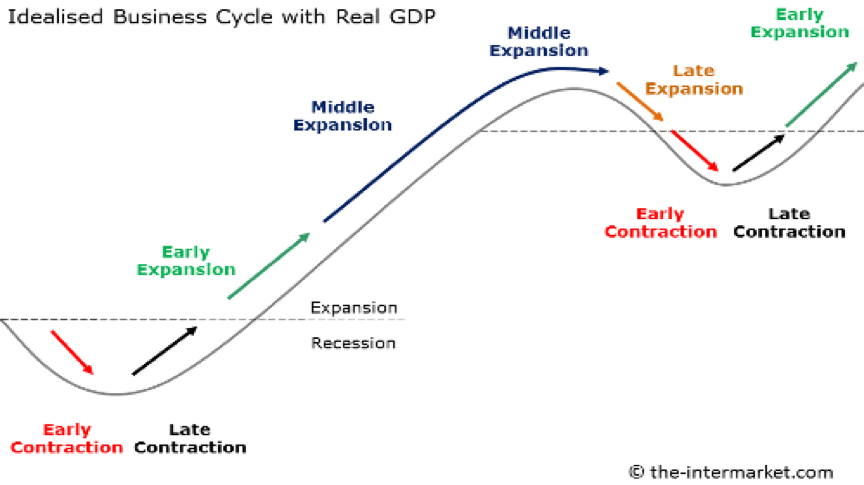 Idealised Business Cycle with Real GDP
Early
Expansion
Middle
Expansion
Late
Expansion
Middle
Expansion
Early
Contraction
Late
Contraction
Early
Expansion
Expansion
Recession
Early
Contraction
Late
Contraction
© the-intermarket.com